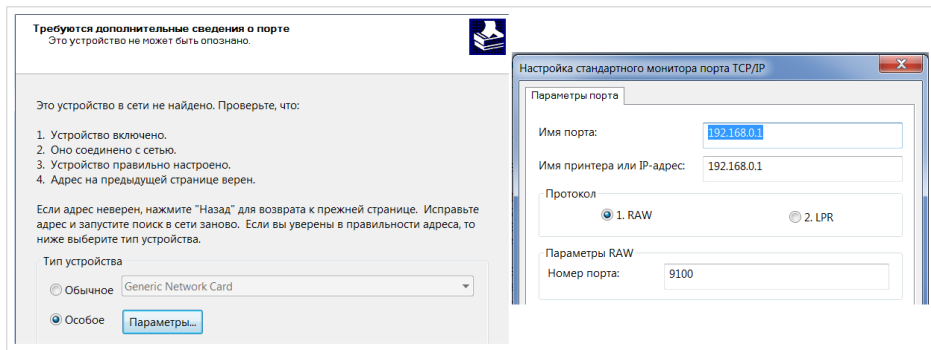 Требуются дополнительные сведения о порте
Это устройство не может быть опознано.
Это устройство в сети не найдено. Проверьте, что:
1. Устройство включено.
2. Оно соединено с сетью.
3. Устройство правильно настроено.
4. Адрес на предыдущей странице верен.
Если адрес неверен, нажмите "Назад" для возврата к прежней странице. Исправьте
адрес и запустите поиск в сети заново. Если вы уверены в правильности адреса, то
ниже выберите тип устройства.
Тип устройства
Обычное Generic Network Card
Особое Параметры...
Настройка стандартного монитора порта TCP/IP
Параметры порта
Имя порта: 192.168.0.1
Имя принтера или IP-адрес: 192.168.0.1
Протокол
1. RAW 2. LPR
Параметры RAW
Номер порта: 9100